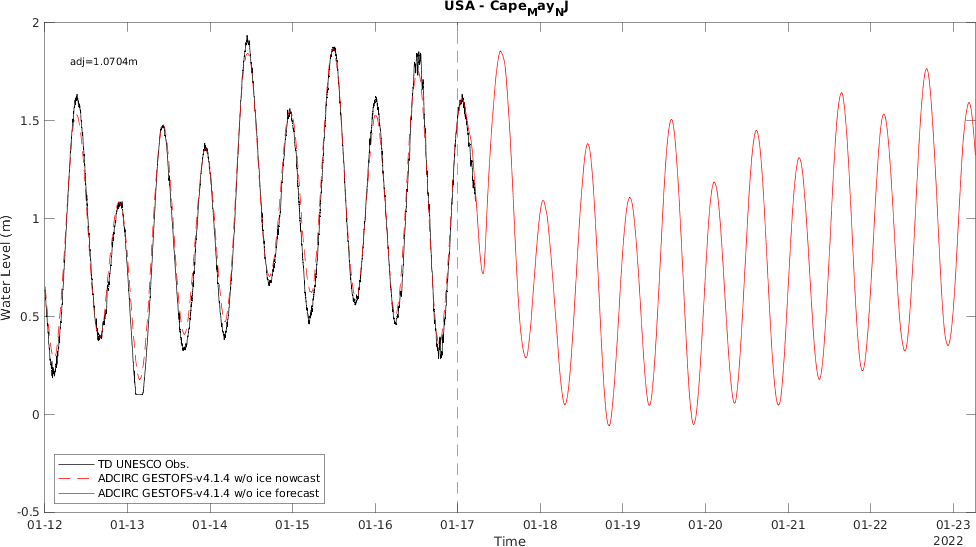 USA - CapeMayNJ
2
adj=1.0704m
1.5
1
0.5
0
-0.5
Water Level (m)
TD UNESCO Obs.
ADCIRC GESTOFS-v4.1.4 w/o ice nowcast
ADCIRC GESTOFS-v4.1.4 w/o ice forecast
01-12 01-13 01-14 01-15 01-16 01-17 01-18 01-19 01-20 01-21 01-22 01-23
Time
2022